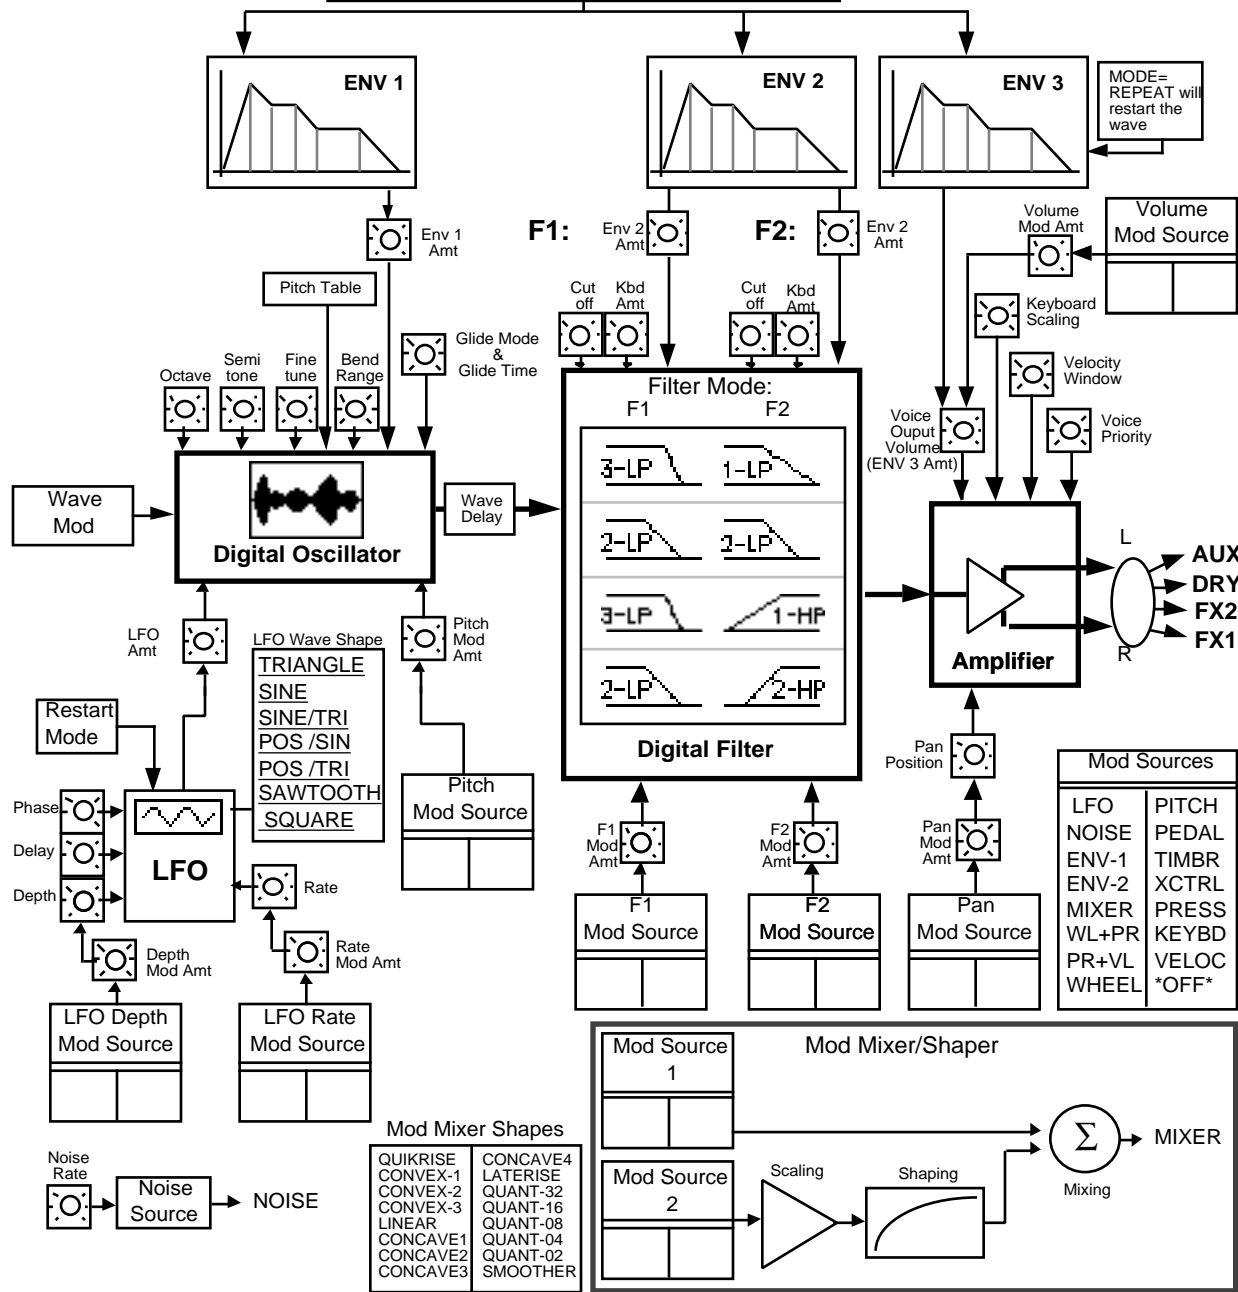 ENV 1
ENV 2
ENV 3
MODE=
REPEAT will
restart the
wave
Env 1
Amt
F1:
Env 2
Amt
F2:
Env 2
Amt
Volume
Mod Amt
Volume
Mod Source
Pitch Table
Cut
off
Kbd
Amt
Cut
off
Kbd
Amt
Keyboard
Scaling
Octave
Semi
tone
Fine
tune
Bend
Range
Glide Mode
&
Glide Time
Velocity
Window
Filter Mode:
F1
F2
Voice
Ouput
Volume
(ENV 3 Amt)
Voice
Priority
3-LP
1-LP
Wave
Mod
Digital Oscillator
Wave
Delay
2-LP
2-LP
3-LP
1-HP
2-LP
2-HP
Digital Filter
L
R
AUX
DRY
FX2
FX1
Amplifier
LFO
Amt
LFO Wave Shape
TRIANGLE
SINE
SINE/TRI
POS /SIN
POS /TRI
SAWTOOTH
SQUARE
Pitch
Mod
Amt
Restart
Mode
Pitch
Mod Source
Pan
Position
Phase
Delay
Depth
LFO
Rate
F1
Mod
Amt
F2
Mod
Amt
Pan
Mod
Amt
Mod Sources
LFO PITCH
NOISE PEDAL
ENV-1 TIMBR
ENV-2 XCTRL
MIXER PRESS
WL+PR KEYBD
PR+VL VELOC
WHEEL *OFF*
F1
Mod Source
F2
Mod Source
Pan
Mod Source
Depth
Mod Amt
Rate
Mod Amt
LFO Depth
Mod Source
LFO Rate
Mod Source
Mod Mixer/Shaper
Mod Source
1
Mod Source
2
Scaling
Shaping
Σ
Mixing
MIXER
Mod Mixer Shapes
QUIKRISE CONCAVE4
CONVEX-1 LATERISE
CONVEX-2 QUANT-32
CONVEX-3 QUANT-16
LINEAR QUANT-08
CONCAVE1 QUANT-04
CONCAVE2 QUANT-02
CONCAVE3 SMOOTHER
Noise
Rate
Noise
Source
NOISE